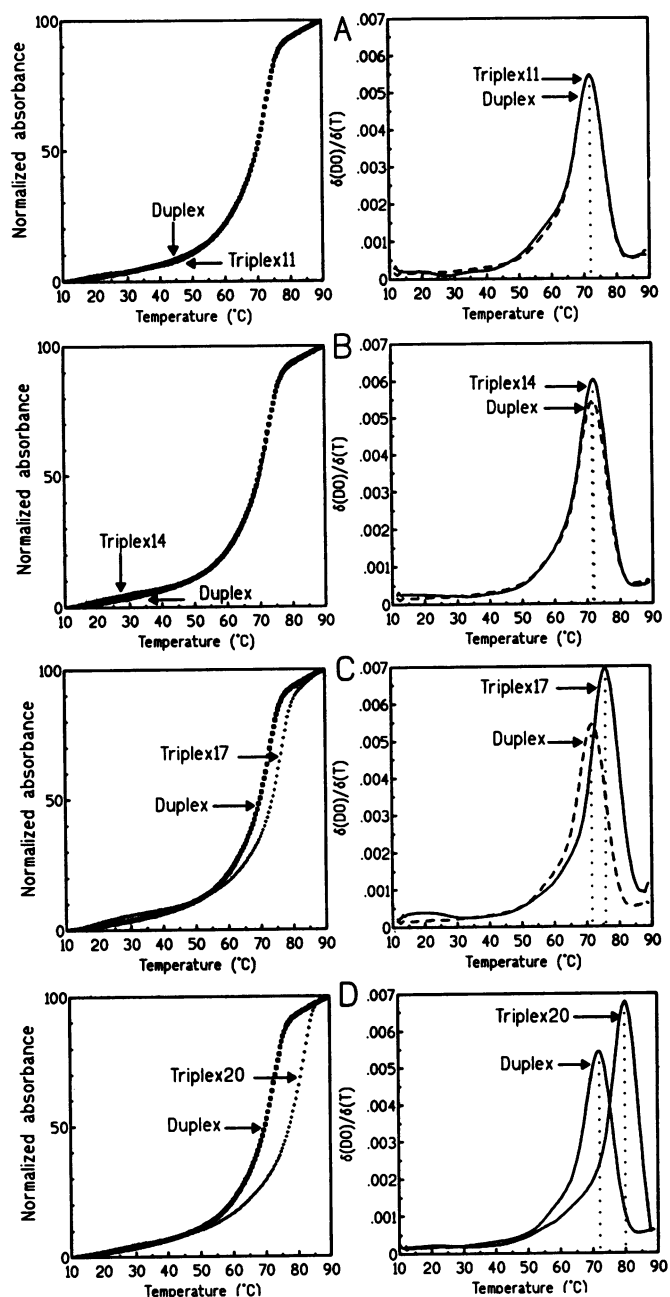 A
Normalized absorbance
100
50
0
Duplex
Triplex11
10 20 30 40 50 60 70 80 90
Temperature (°C)
δ(DO)/δ(T)
.007
.006
.005
.004
.003
.002
.001
0
Triplex11
Duplex
10 20 30 40 50 60 70 80 90
Temperature (°C)
B
Normalized absorbance
100
50
0
Triplex14
Duplex
10 20 30 40 50 60 70 80 90
Temperature (°C)
δ(DO)/δ(T)
.007
.006
.005
.004
.003
.002
.001
0
Triplex14
Duplex
10 20 30 40 50 60 70 80 90
Temperature (°C)
C
Normalized absorbance
100
50
0
Triplex17
Duplex
10 20 30 40 50 60 70 80 90
Temperature (°C)
δ(DO)/δ(T)
.007
.006
.005
.004
.003
.002
.001
0
Triplex17
Duplex
10 20 30 40 50 60 70 80 90
Temperature (°C)
D
Normalized absorbance
100
50
0
Triplex20
Duplex
10 20 30 40 50 60 70 80 90
Temperature (°C)
δ(DO)/δ(T)
.007
.006
.005
.004
.003
.002
.001
0
Triplex20
Duplex
10 20 30 40 50 60 70 80 90
Temperature (°C)